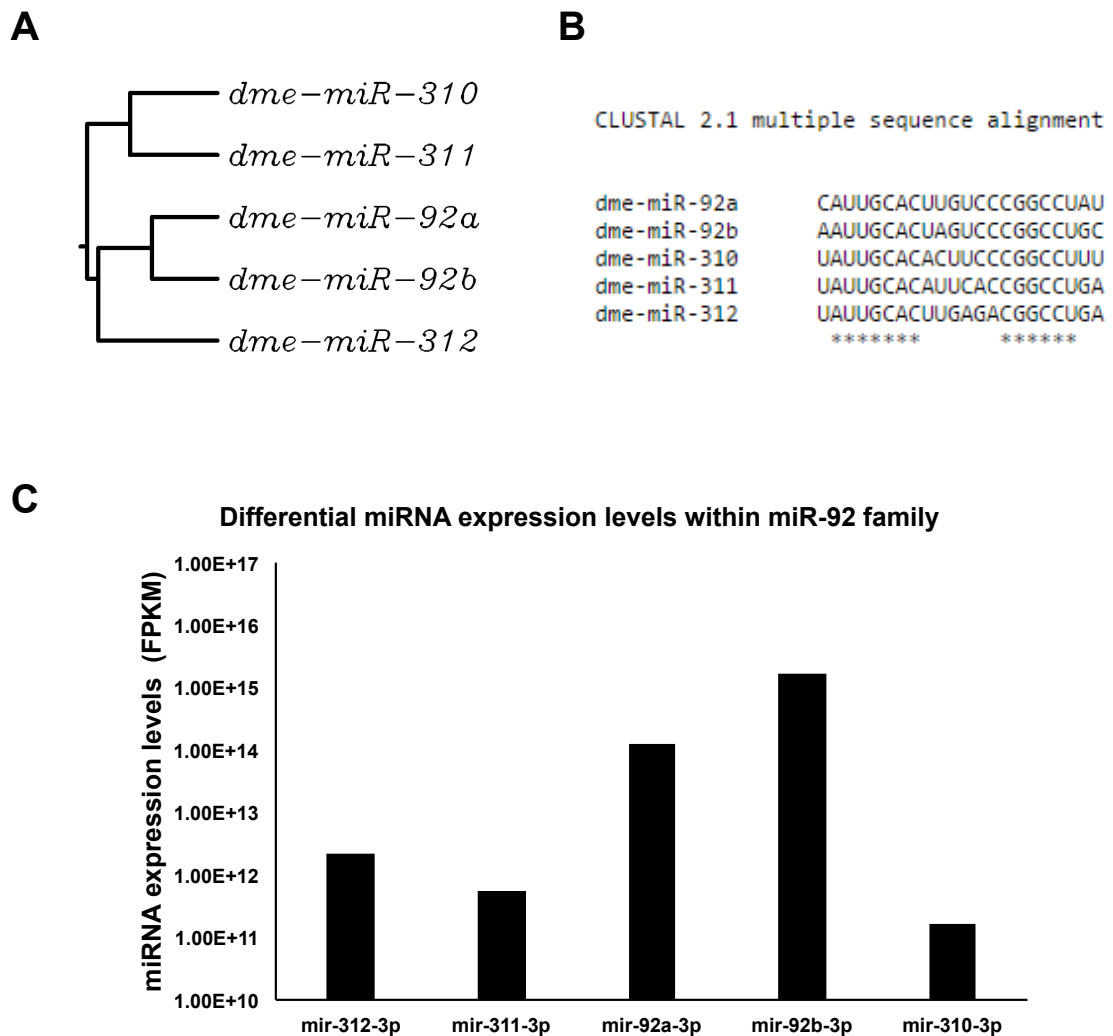 A
dme-miR-310
dme-miR-311
dme-miR-92a
dme-miR-92b
dme-miR-312
B
CLUSTAL 2.1 multiple sequence alignment
dme-miR-92a CAUUGCACUUGUCCCGGCCUAU
dme-miR-92b AAUUGCACUAGUCCCGGCCUGC
dme-miR-310 UAUUGCACACUUCCCGGCCUUU
dme-miR-311 UAUUGCACAUUCACCGGCCUGA
dme-miR-312 UAUUGCACUUGAGACGGCCUGA
******* ******
C
Differential miRNA expression levels within miR-92 family
miRNA expression levels (FPKM)
1.00E+17
1.00E+16
1.00E+15
1.00E+14
1.00E+13
1.00E+12
1.00E+11
1.00E+10
mir-312-3p mir-311-3p mir-92a-3p mir-92b-3p mir-310-3p